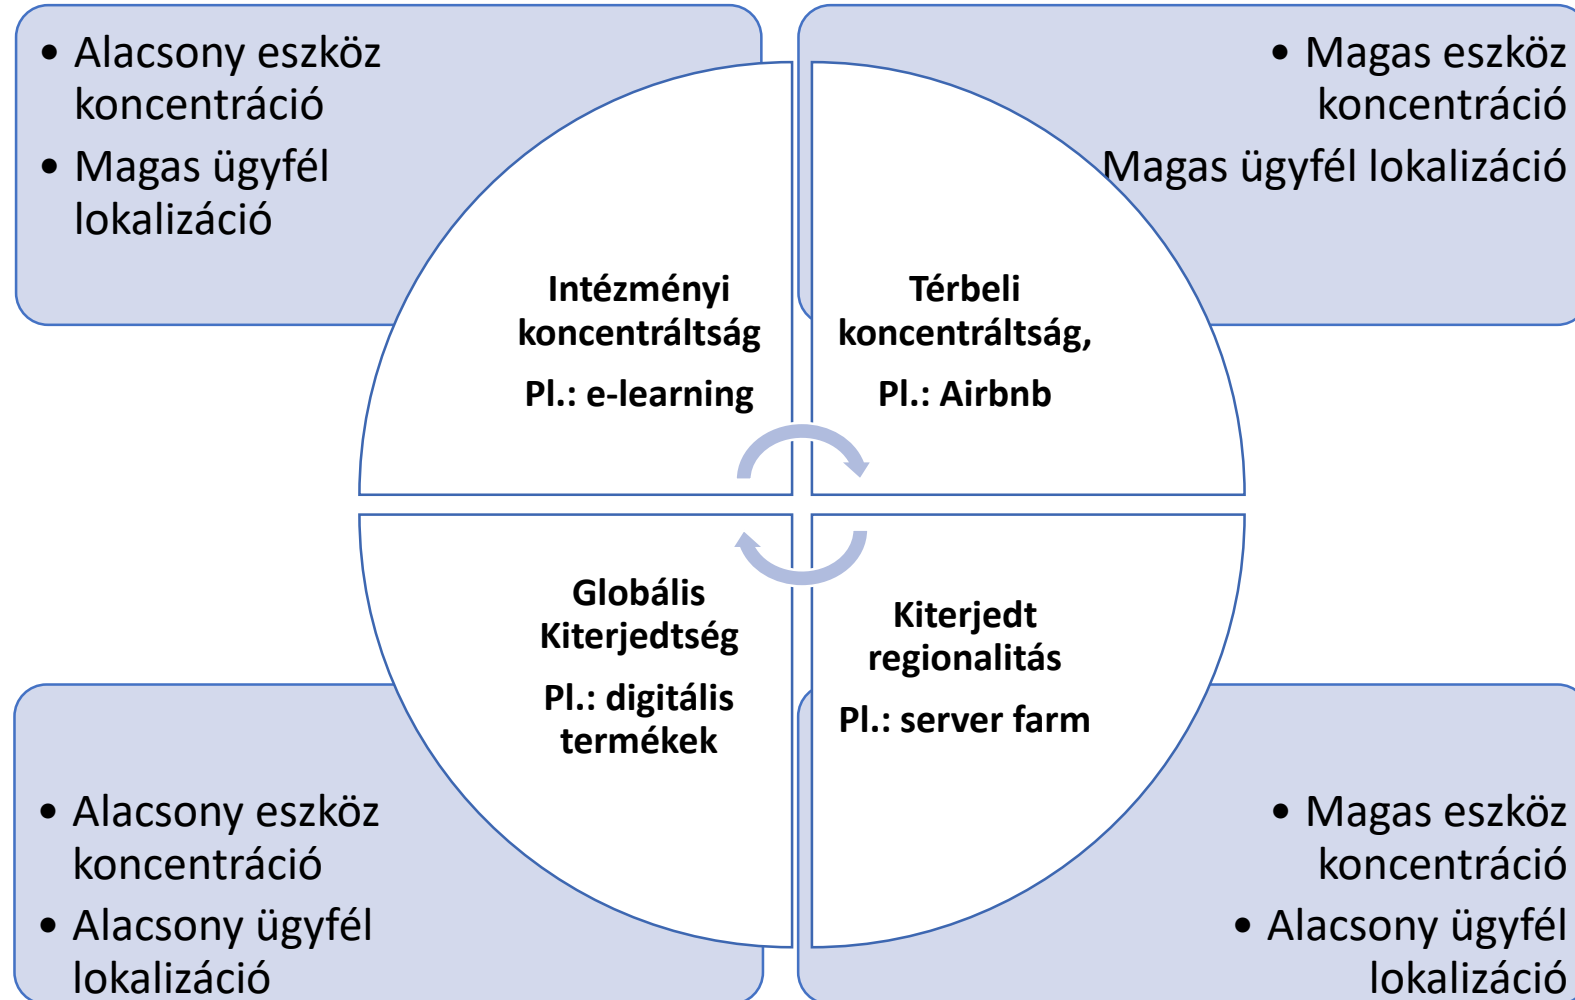 • Alacsony eszköz
koncentráció
• Magas ügyfél
lokalizáció
• Magas eszköz
koncentráció
Magas ügyfél lokalizáció
Intézményi
koncentráltság
Pl.: e-learning
Térbeli
koncentráltság,
Pl.: Airbnb
Globális
Kiterjedtség
Pl.: digitális
termékek
Kiterjedt
regionalitás
Pl.: server farm
• Alacsony eszköz
koncentráció
• Alacsony ügyfél
lokalizáció
• Magas eszköz
koncentráció
• Alacsony ügyfél
lokalizáció